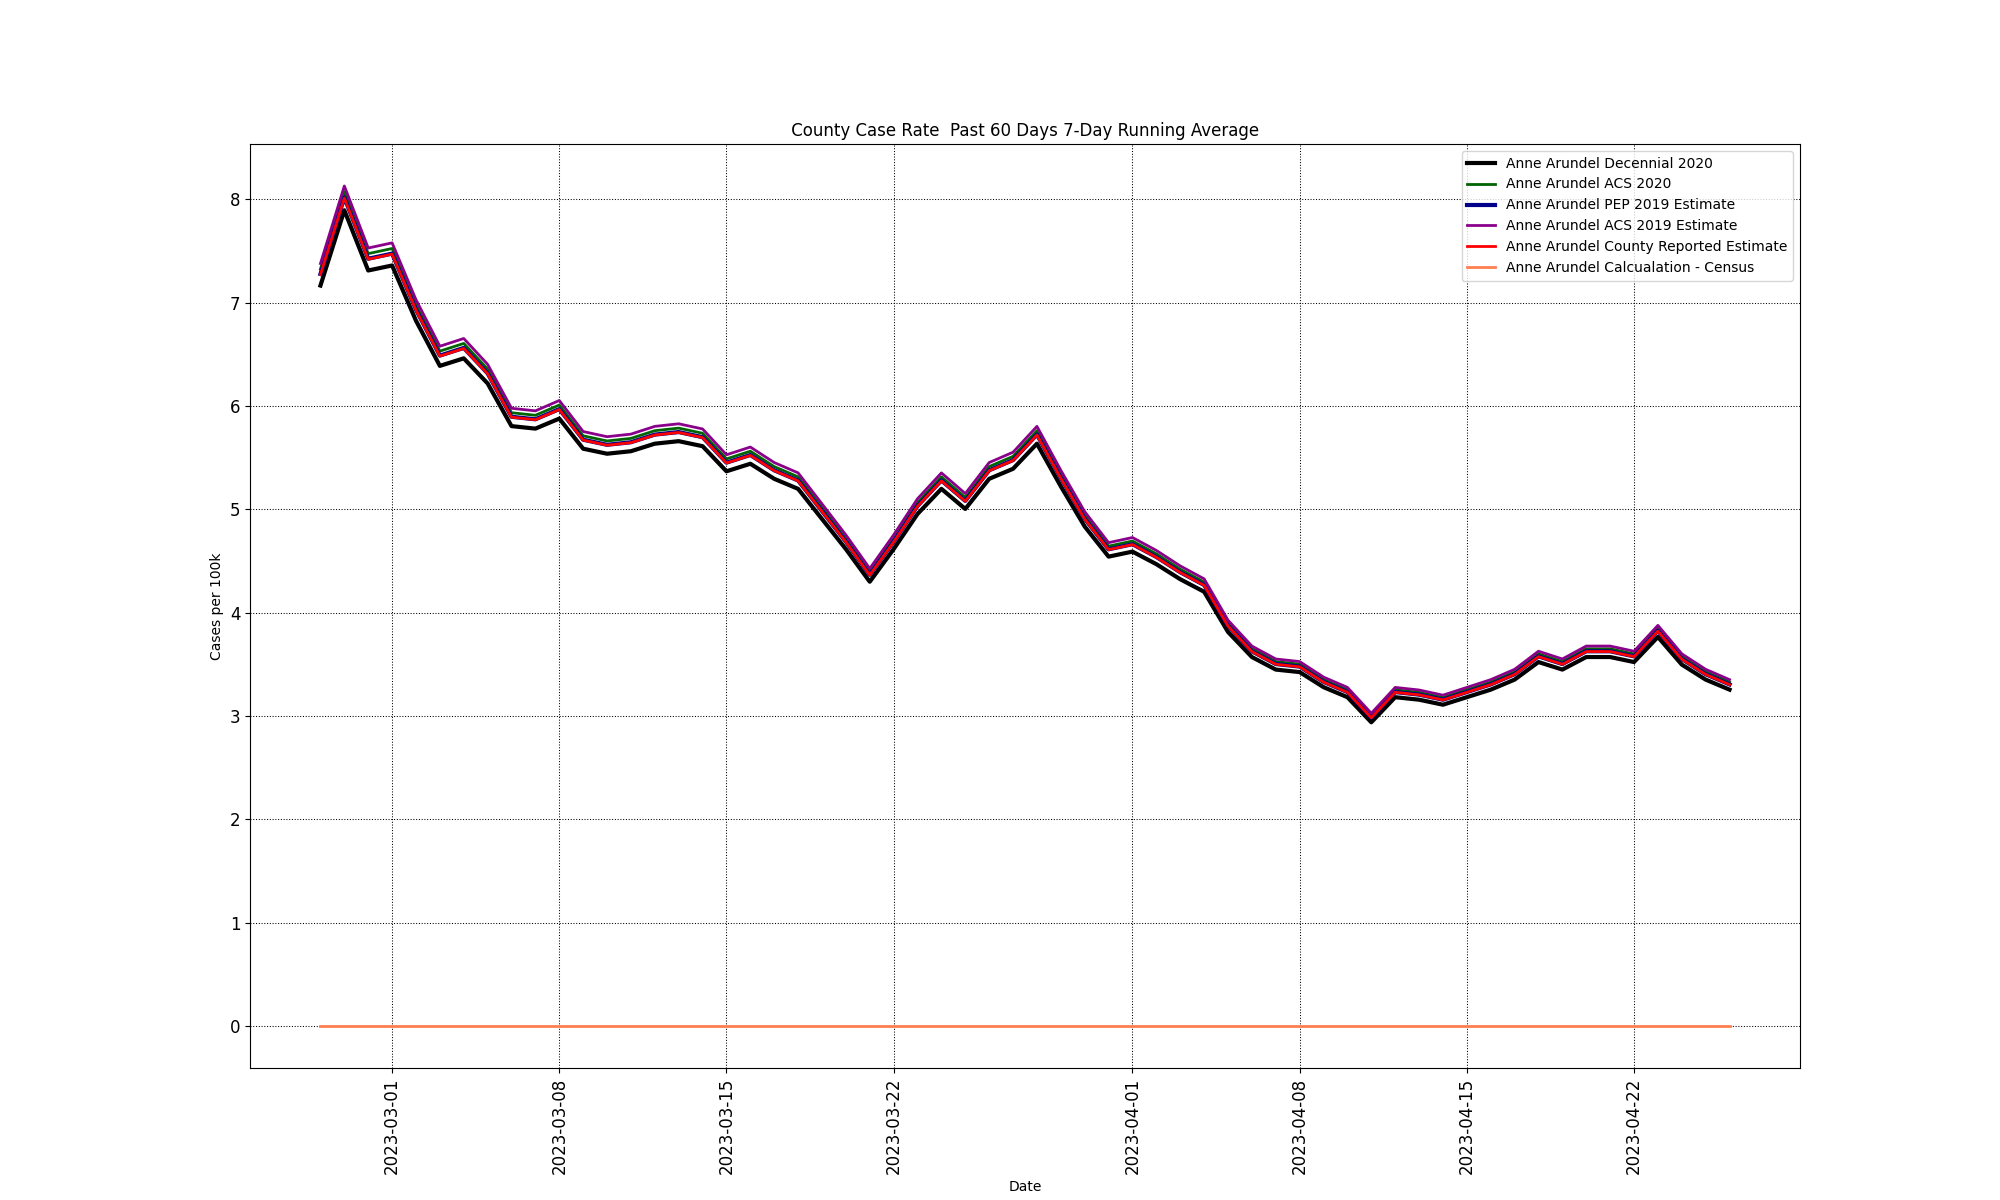 County Case Rate  Past 60 Days 7-Day Running Average
Anne Arundel Decennial 2020
Anne Arundel ACS 2020
Anne Arundel PEP 2019 Estimate
Anne Arundel ACS 2019 Estimate
Anne Arundel County Reported Estimate
Anne Arundel Calcualation - Census
8
7
6
5
4
3
2
1
0
Cases per 100k
2023-03-01
2023-03-08
2023-03-15
2023-03-22
2023-04-01
2023-04-08
2023-04-15
2023-04-22
Date